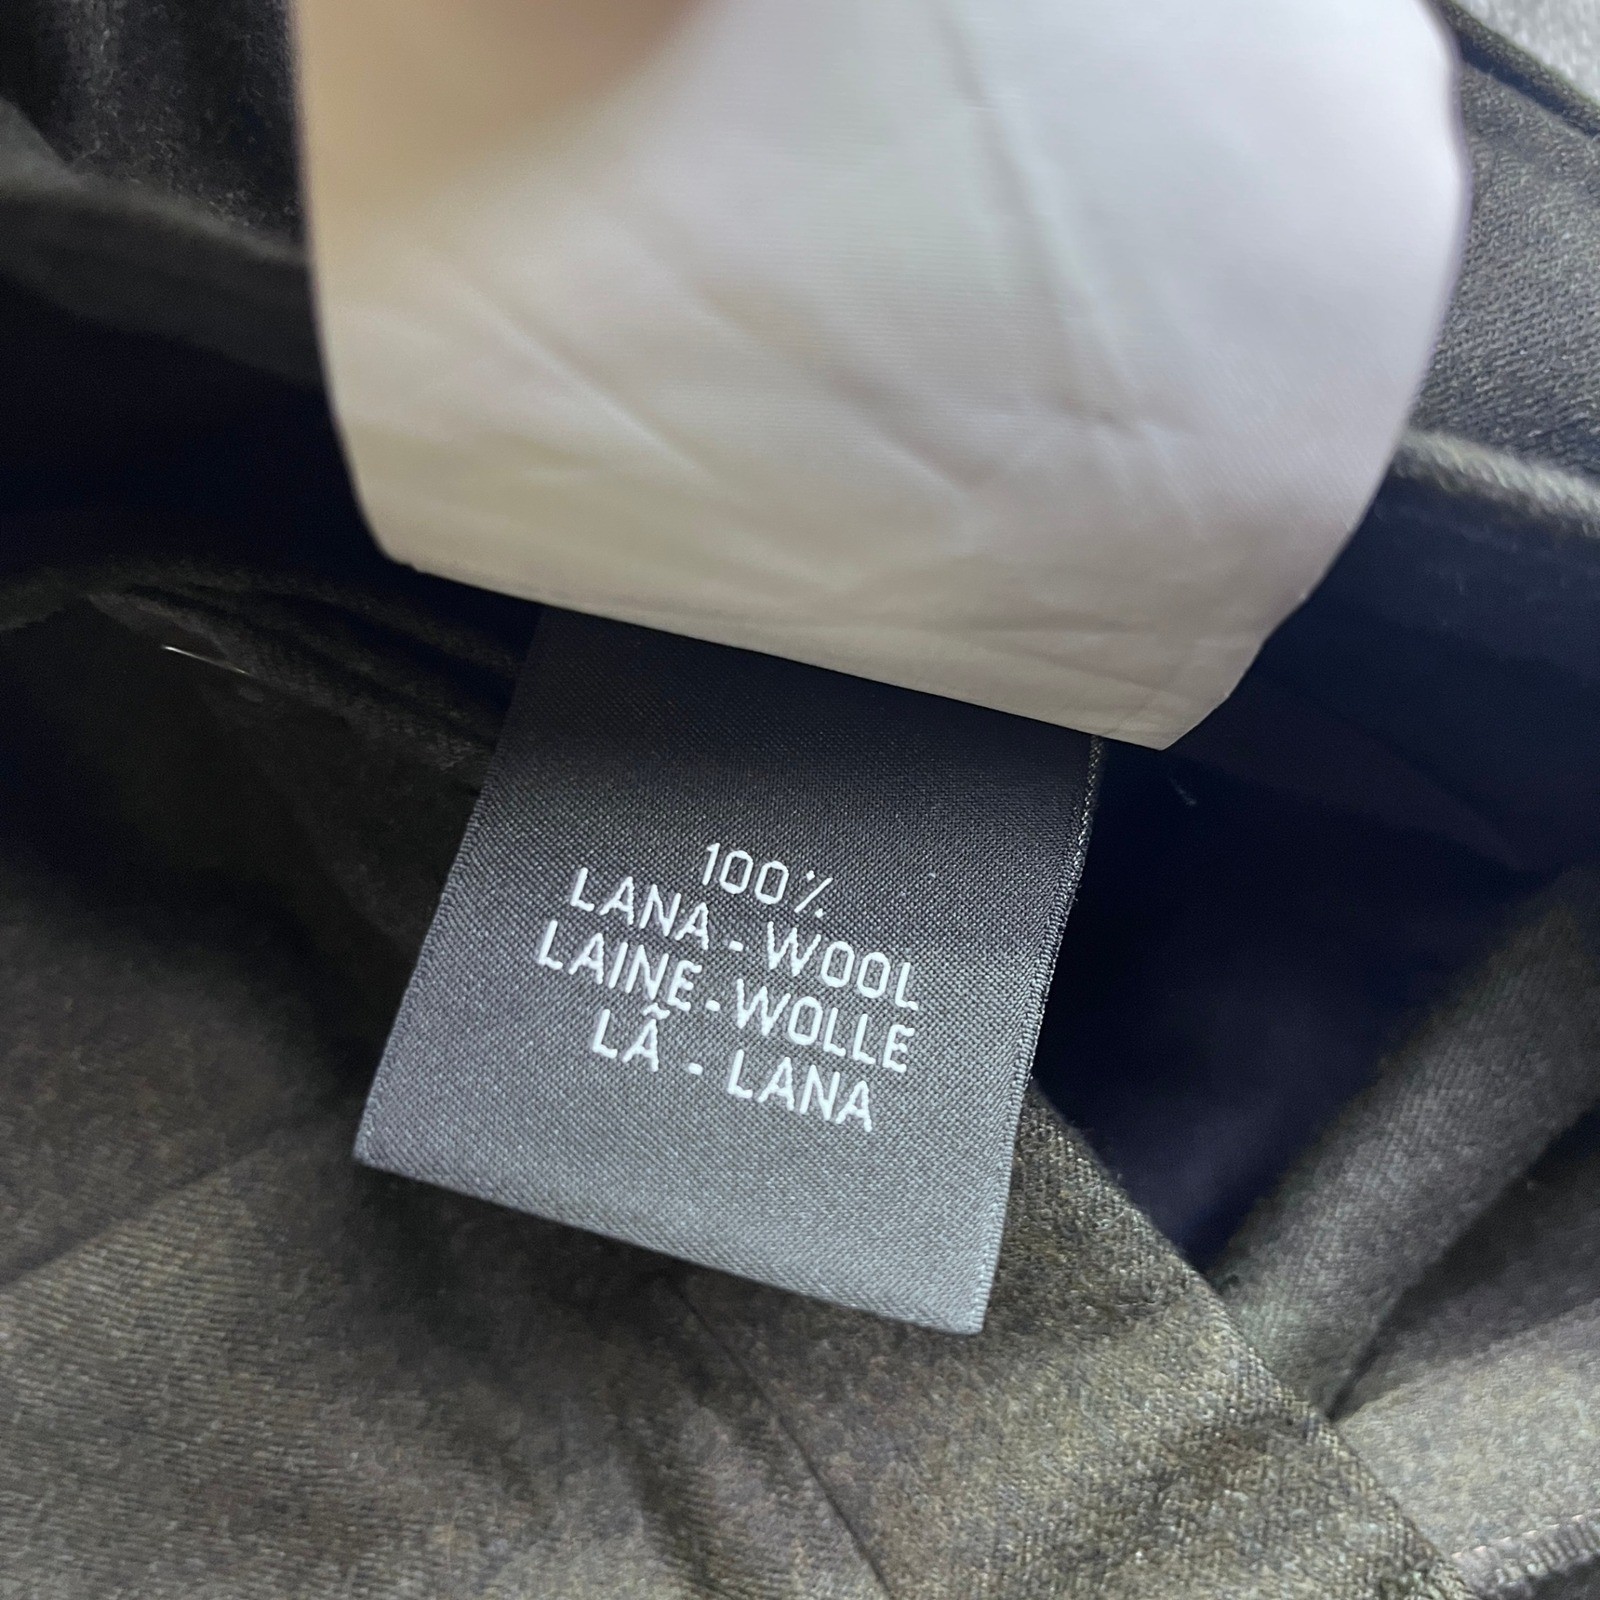 100%
LANA - WOOL
LAINE - WOLLE
LÃ - LANA